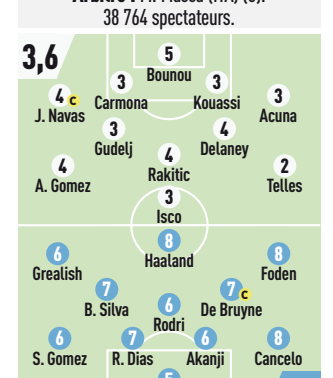 38 764 spectateurs.
3,6
5
Bounou
4 C
J. Navas
3
Carmona
3
Kouassi
3
Acuna
3
Gudelj
4
Delaney
4
A. Gomez
4
Rakitic
2
Telles
3
Isco
8
Haaland
6
Grealish
8
Foden
7
B. Silva
7 C
De Bruyne
6
Rodri
6
S. Gomez
7
R. Dias
6
Akanji
8
Cancelo